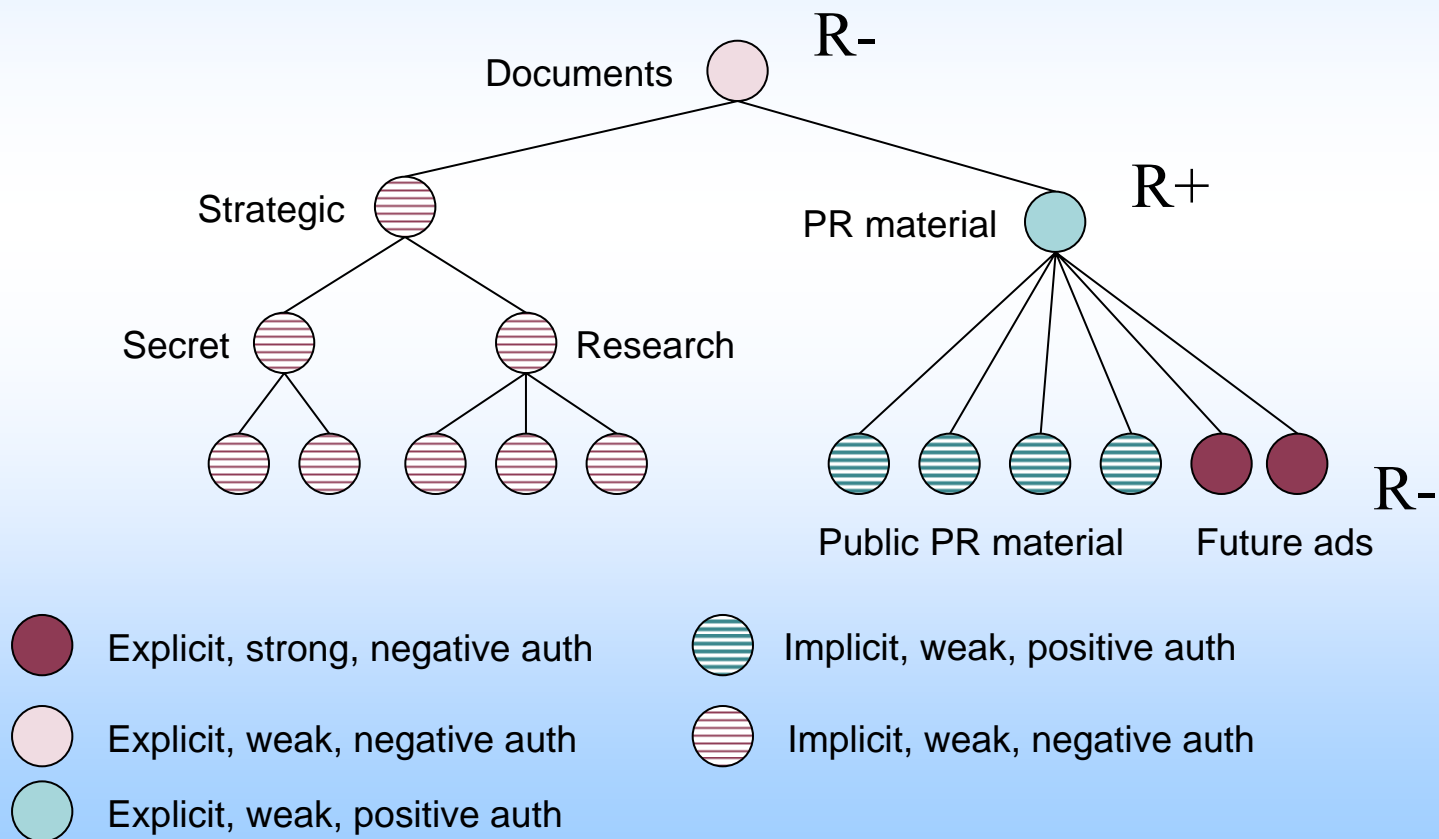 R-
Documents
R+
Strategic
PR material
Secret
Research
R-
Public PR material
Future ads
Explicit, strong, negative auth
Implicit, weak, positive auth
Explicit, weak, negative auth
Implicit, weak, negative auth
Explicit, weak, positive auth